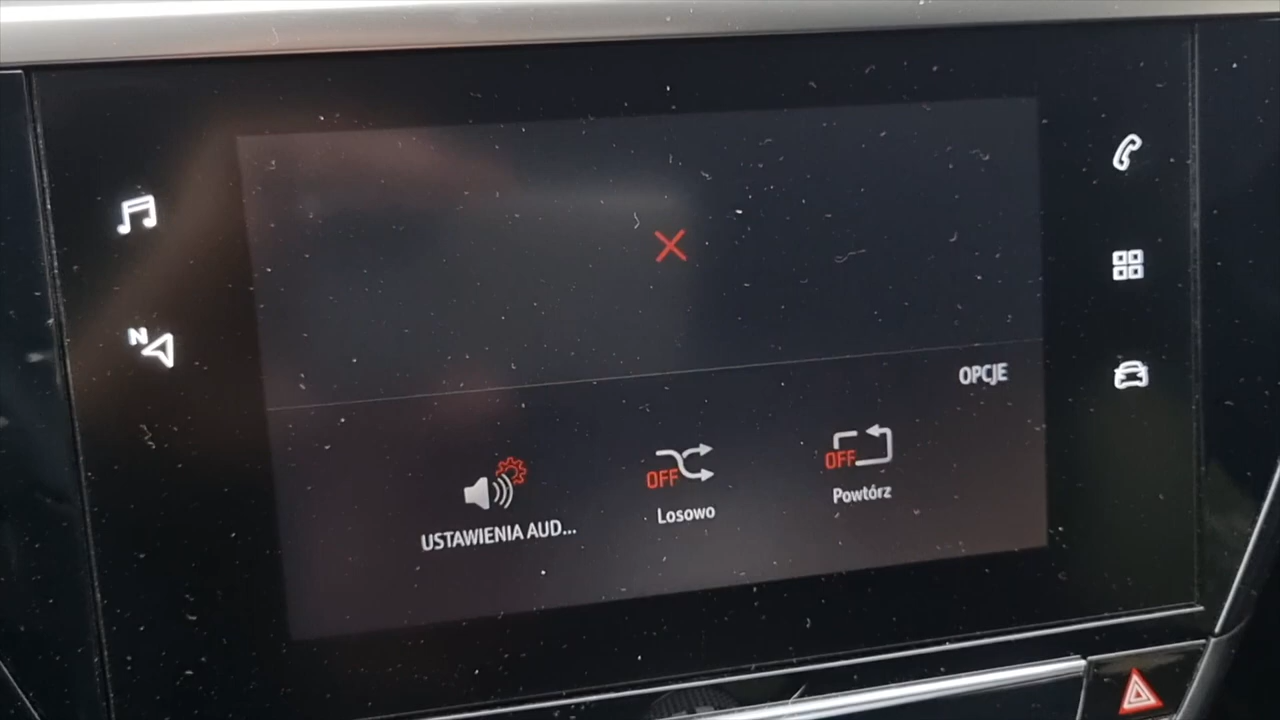 N
OPCJE
OFF
OFF
USTAWIENIA AUD...
Losowo
Powtórz